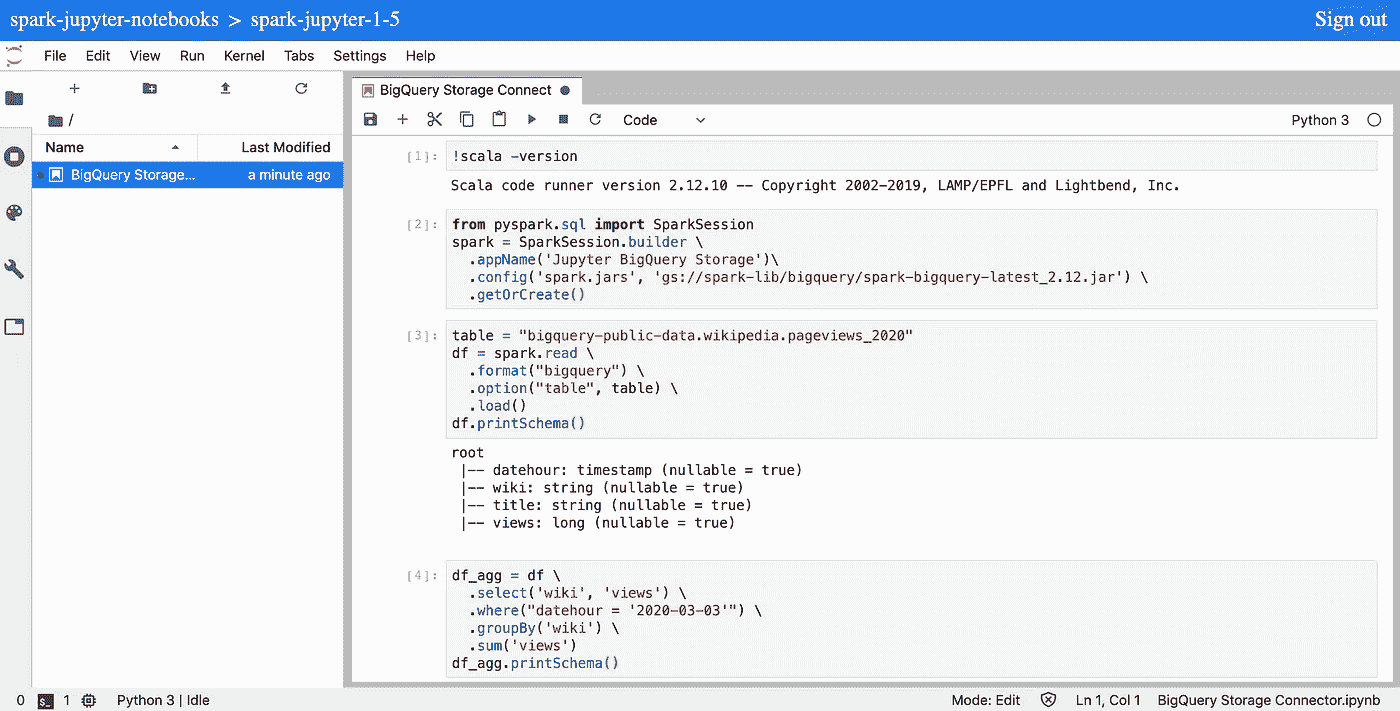 spark-jupyter-notebooks > spark-jupyter-1-5
Sign out
File Edit View Run Kernel Tabs Settings Help
/
Name Last Modified
BigQuery Storage... a minute ago
BigQuery Storage Connect
Code
Python 3
[1]: !scala -version
Scala code runner version 2.12.10 -- Copyright 2002-2019, LAMP/EPFL and Lightbend, Inc.
[2]: from pyspark.sql import SparkSession
spark = SparkSession.builder \
.appName('Jupyter BigQuery Storage')\
.config('spark.jars', 'gs://spark-lib/bigquery/spark-bigquery-latest_2.12.jar') \
.getOrCreate()
[3]: table = "bigquery-public-data.wikipedia.pageviews_2020"
df = spark.read \
.format("bigquery") \
.option("table", table) \
.load()
df.printSchema()
root
|-- datehour: timestamp (nullable = true)
|-- wiki: string (nullable = true)
|-- title: string (nullable = true)
|-- views: long (nullable = true)
[4]: df_agg = df \
.select('wiki', 'views') \
.where("datehour = '2020-03-03'") \
.groupBy('wiki') \
.sum('views')
df_agg.printSchema()
0 1 Python 3 | Idle
Mode: Edit Ln 1, Col 1 BigQuery Storage Connector.ipynb